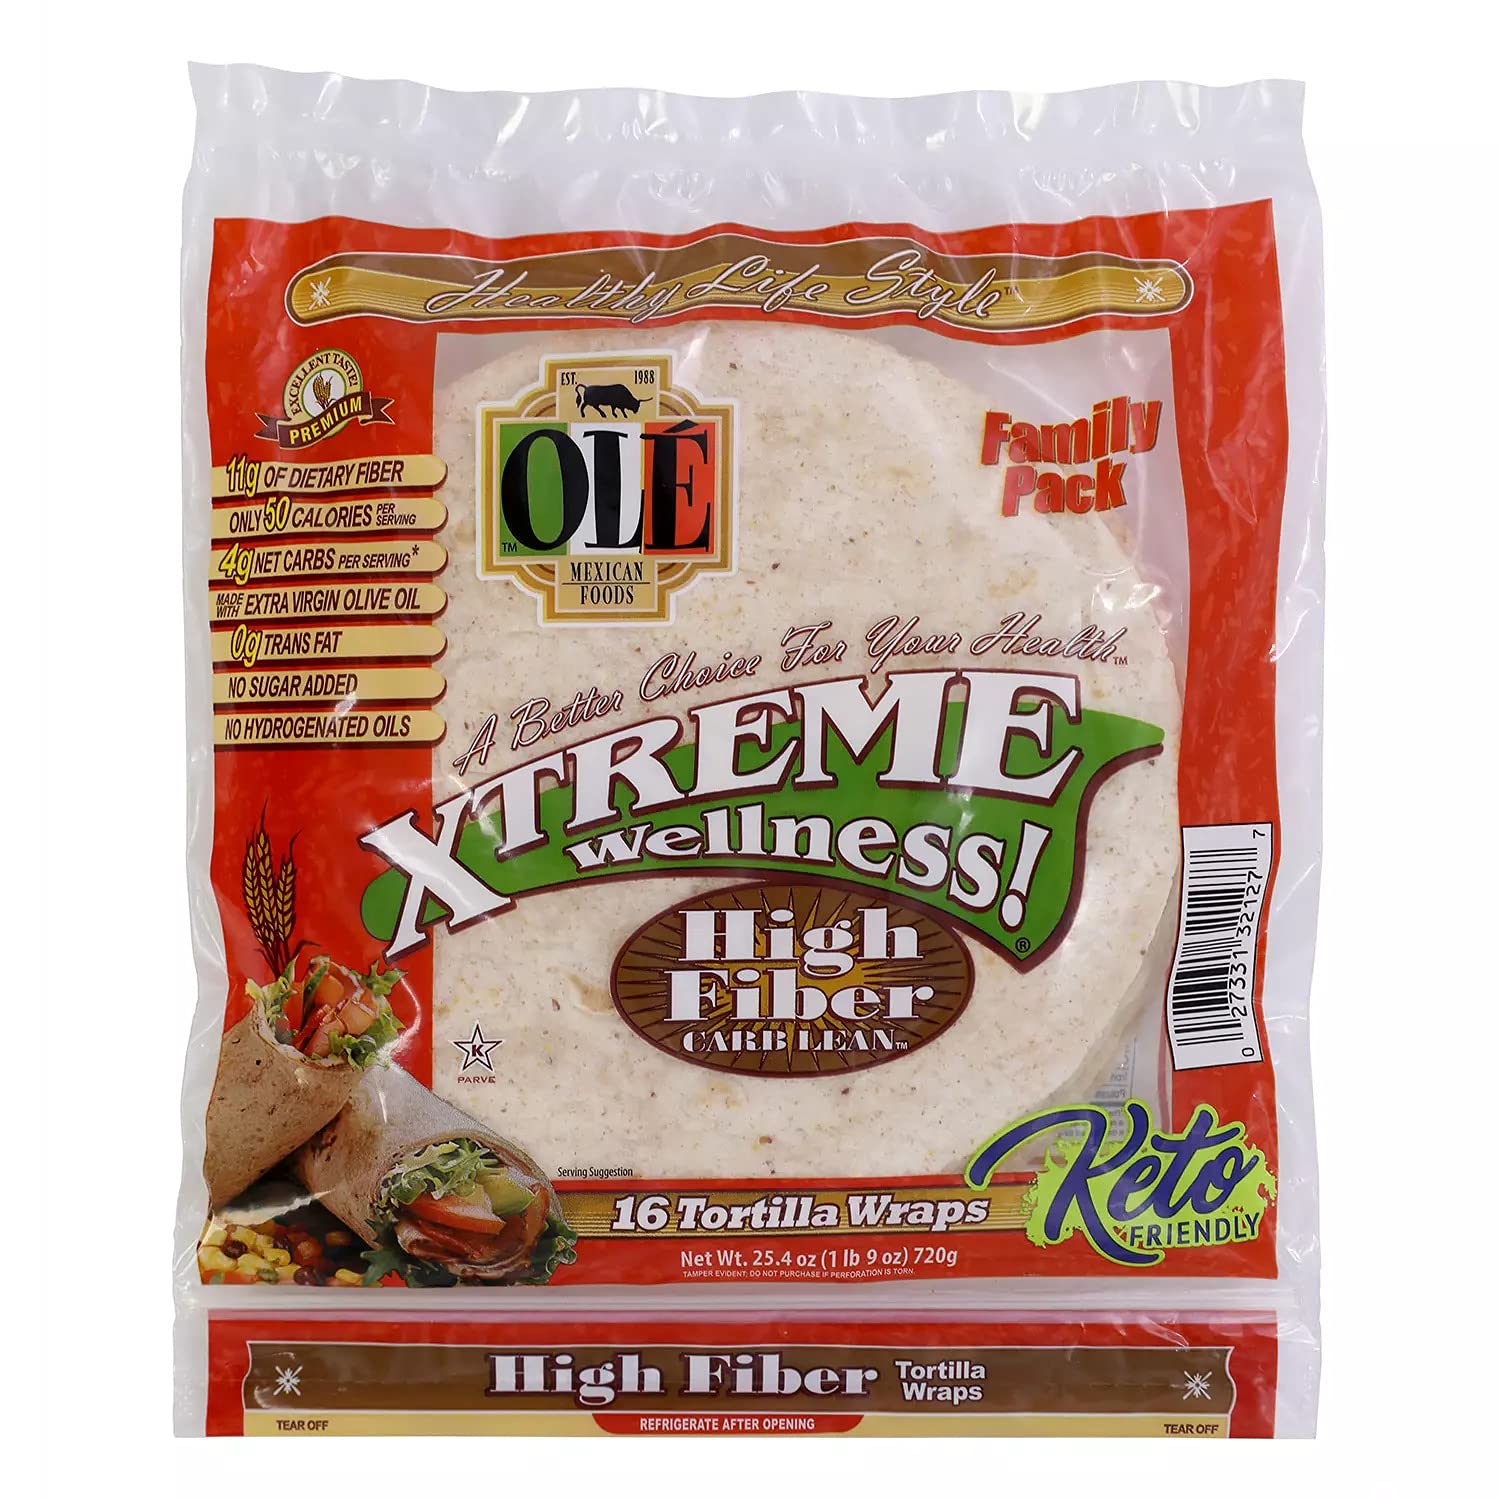 Healthy Life Style™
EXCELLENT TASTE!
PREMIUM
11g OF DIETARY FIBER
ONLY 50 CALORIES PER SERVING
4g NET CARBS PER SERVING*
MADE WITH EXTRA VIRGIN OLIVE OIL
0g TRANS FAT
NO SUGAR ADDED
NO HYDROGENATED OILS
EST. 1988
OLÉ
™
MEXICAN
FOODS
Family
Pack
A Better Choice For Your Health™
XTREME
wellness!
®
High
Fiber
CARB LEAN™
K
PARVE
0 27331 32127 7
Serving Suggestion
16 Tortilla Wraps
Keto
FRIENDLY
Net Wt. 25.4 oz (1 lb 9 oz) 720g
TAMPER EVIDENT: DO NOT PURCHASE IF PERFORATION IS TORN.
High Fiber Tortilla
Wraps
TEAR OFF
REFRIGERATE AFTER OPENING
TEAR OFF